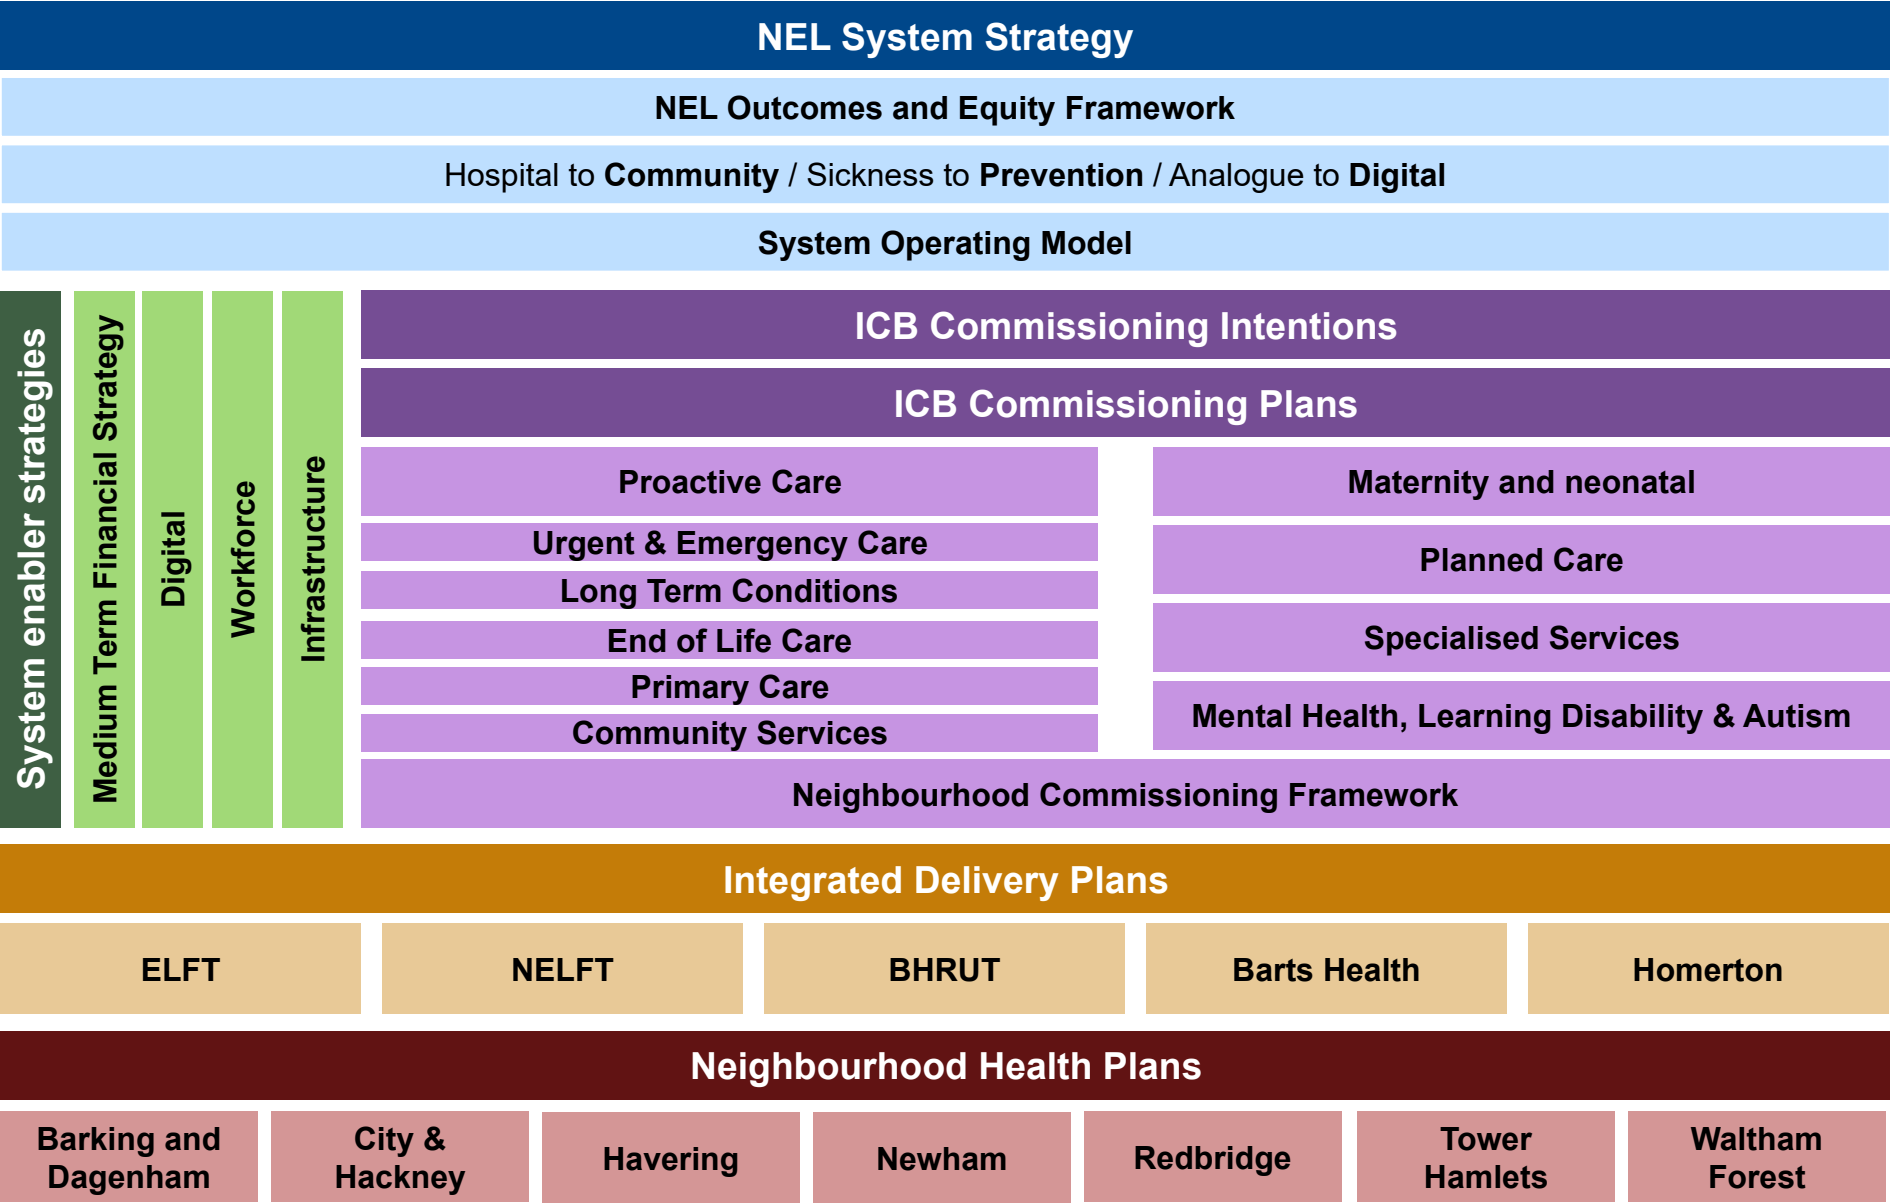 NEL System Strategy
NEL Outcomes and Equity Framework
Hospital to Community / Sickness to Prevention / Analogue to Digital
System Operating Model
System enabler strategies
Medium Term Financial Strategy
Digital
Workforce
Infrastructure
ICB Commissioning Intentions
ICB Commissioning Plans
Proactive Care
Urgent & Emergency Care
Long Term Conditions
End of Life Care
Primary Care
Community Services
Maternity and neonatal
Planned Care
Specialised Services
Mental Health, Learning Disability & Autism
Neighbourhood Commissioning Framework
Integrated Delivery Plans
ELFT
NELFT
BHRUT
Barts Health
Homerton
Neighbourhood Health Plans
Barking and
Dagenham
City &
Hackney
Havering
Newham
Redbridge
Tower
Hamlets
Waltham
Forest